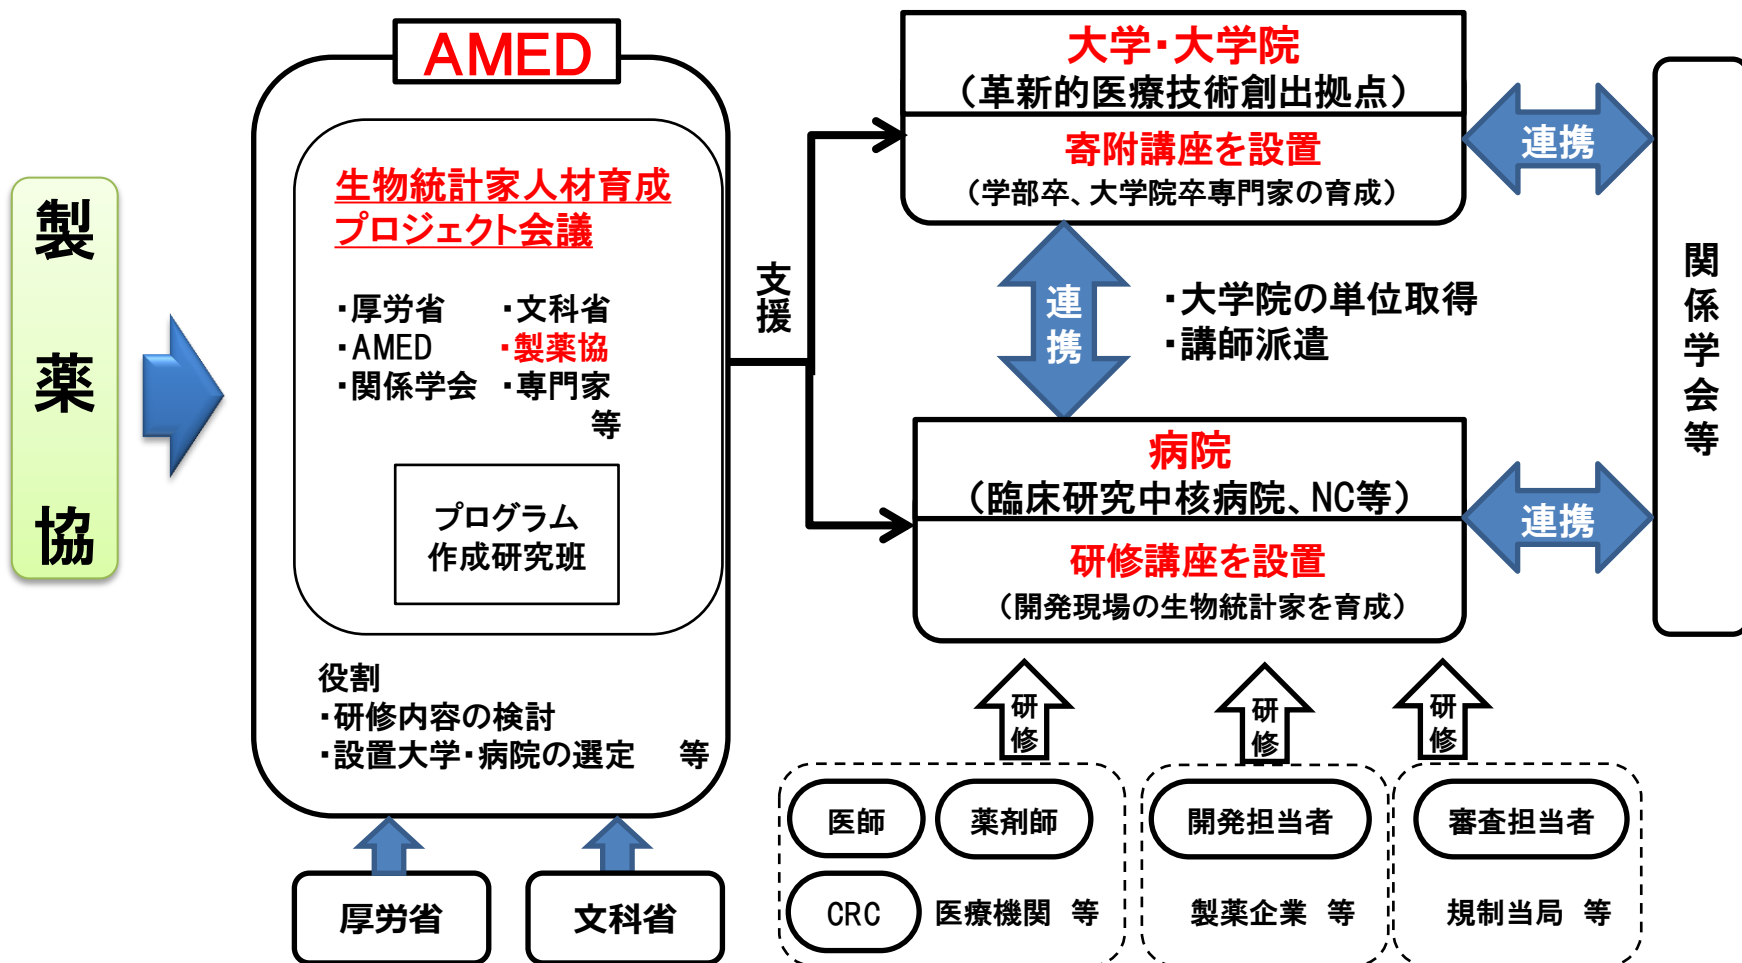 製薬協
AMED
生物統計家人材育成
プロジェクト会議
・厚労省 ・文科省
・AMED ・製薬協
・関係学会 ・専門家
等
プログラム
作成研究班
役割
・研修内容の検討
・設置大学・病院の選定 等
厚労省
文科省
支援
大学・大学院
（革新的医療技術創出拠点）
寄附講座を設置
（学部卒、大学院卒専門家の育成）
連携
連携
・大学院の単位取得
・講師派遣
病院
（臨床研究中核病院、NC等）
研修講座を設置
（開発現場の生物統計家を育成）
連携
関係学会等
研修
研修
研修
医師
薬剤師
CRC
医療機関 等
開発担当者
製薬企業 等
審査担当者
規制当局 等